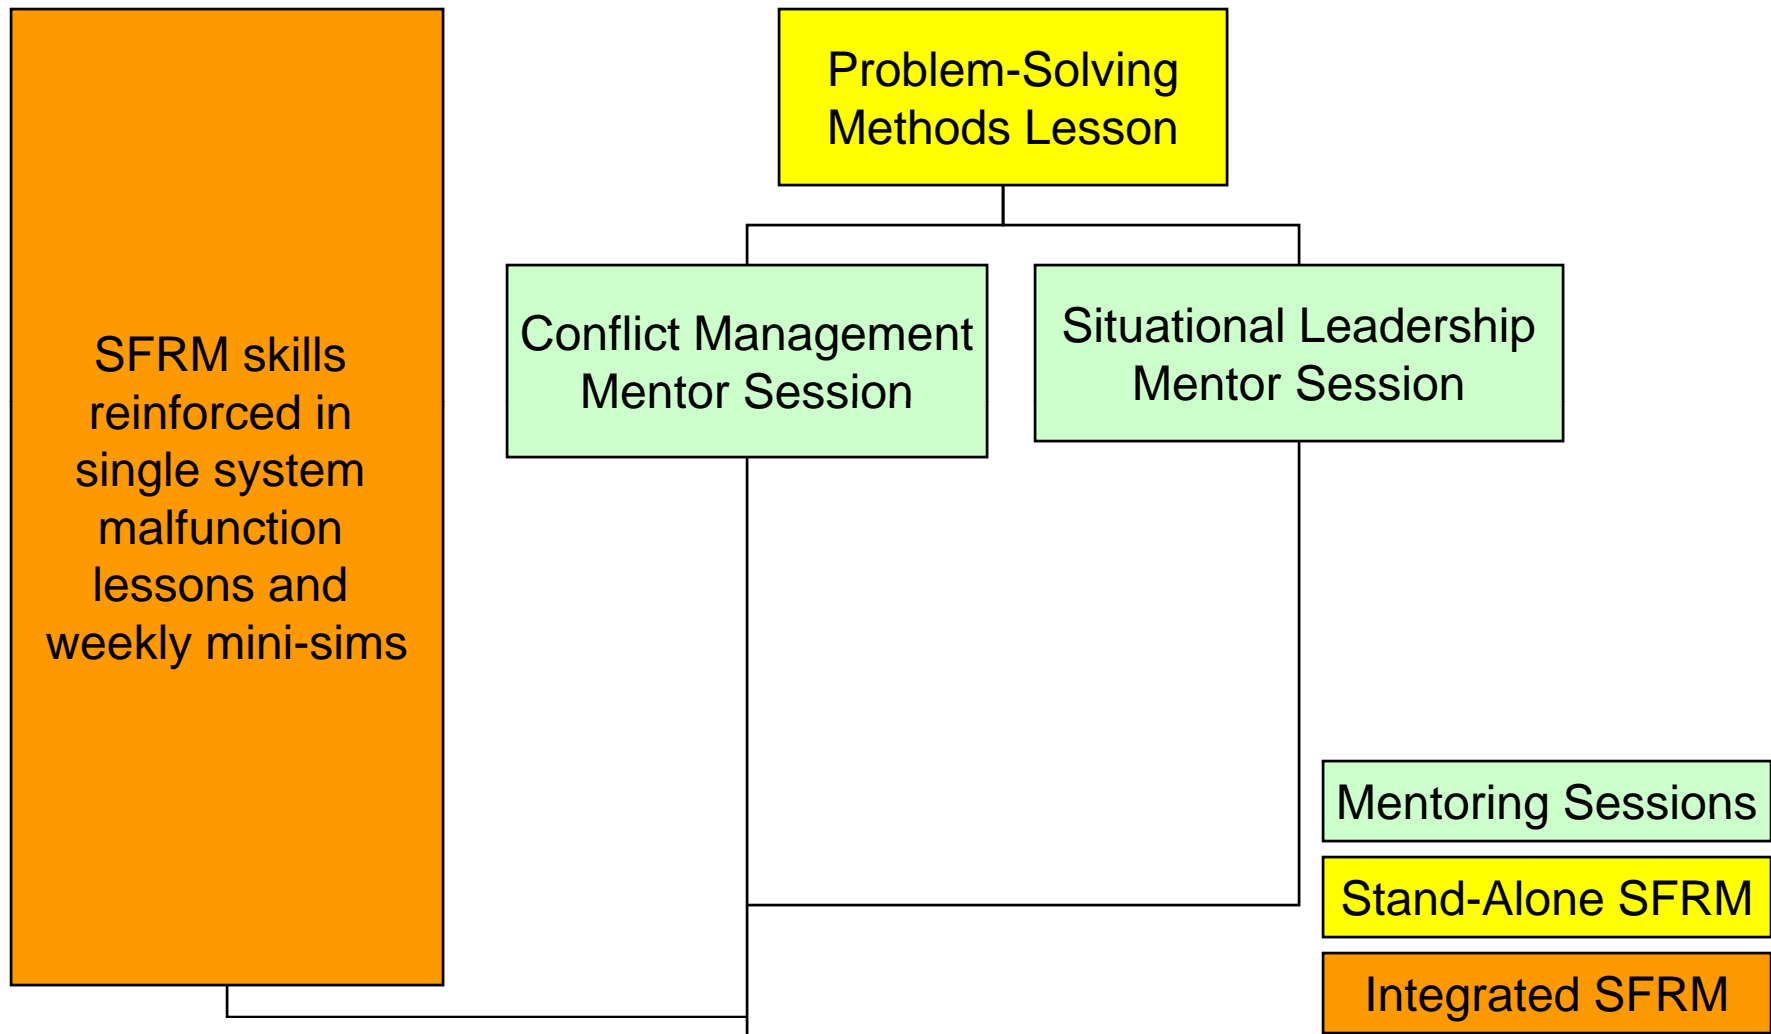 SFRM skills
reinforced in
single system
malfunction
lessons and
weekly mini-sims
Problem-Solving
Methods Lesson
Conflict Management
Mentor Session
Situational Leadership
Mentor Session
Mentoring Sessions
Stand-Alone SFRM
Integrated SFRM